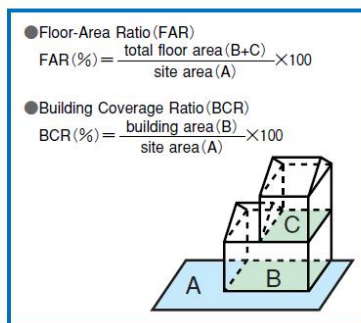 ●Floor-Area Ratio(FAR)
FAR(%)=total floor area(B+C)/site area(A)×100
●Building Coverage Ratio(BCR)
BCR(%)=building area(B)/site area(A)×100
C
A
B